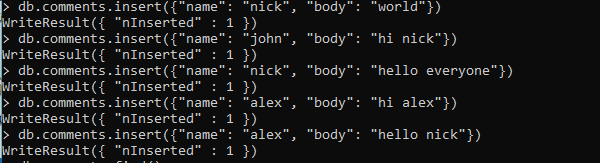 > db.comments.insert({"name": "nick", "body": "world"})
WriteResult({ "nInserted" : 1 })
> db.comments.insert({"name": "john", "body": "hi nick"})
WriteResult({ "nInserted" : 1 })
> db.comments.insert({"name": "nick", "body": "hello everyone"})
WriteResult({ "nInserted" : 1 })
> db.comments.insert({"name": "alex", "body": "hi alex"})
WriteResult({ "nInserted" : 1 })
> db.comments.insert({"name": "alex", "body": "hello nick"})
WriteResult({ "nInserted" : 1 })